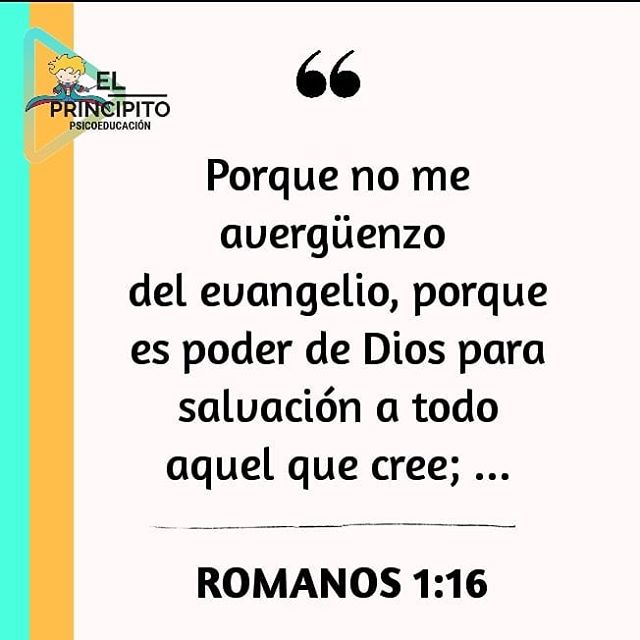 EL
PRINCIPITO
PSICOEDUCACIÓN
Porque no me
avergüenzo
del evangelio, porque
es poder de Dios para
salvación a todo
aquel que cree; ...
ROMANOS 1:16